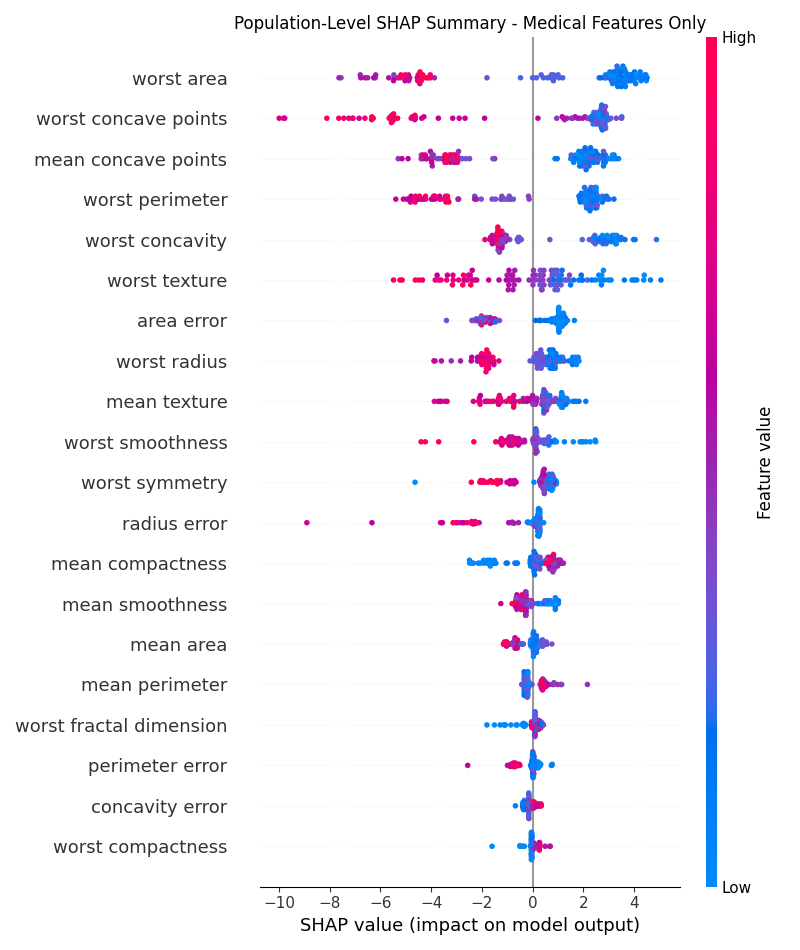 Population-Level SHAP Summary - Medical Features Only
High
worst area
worst concave points
mean concave points
worst perimeter
worst concavity
worst texture
area error
worst radius
mean texture
worst smoothness
worst symmetry
radius error
mean compactness
mean smoothness
mean area
mean perimeter
worst fractal dimension
perimeter error
concavity error
worst compactness
Feature value
Low
−10 −8 −6 −4 −2 0 2 4
SHAP value (impact on model output)